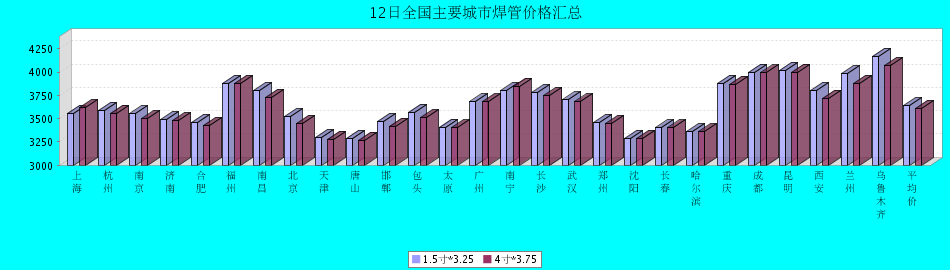 12日全国主要城市焊管价格汇总
4250
4000
3750
3500
3250
3000
上海
杭州
南京
济南
合肥
福州
南昌
北京
天津
唐山
邯郸
包头
太原
广州
南宁
长沙
武汉
郑州
沈阳
长春
哈尔滨
重庆
成都
昆明
西安
兰州
乌鲁木齐
平均价
1.5寸*3.25
4寸*3.75